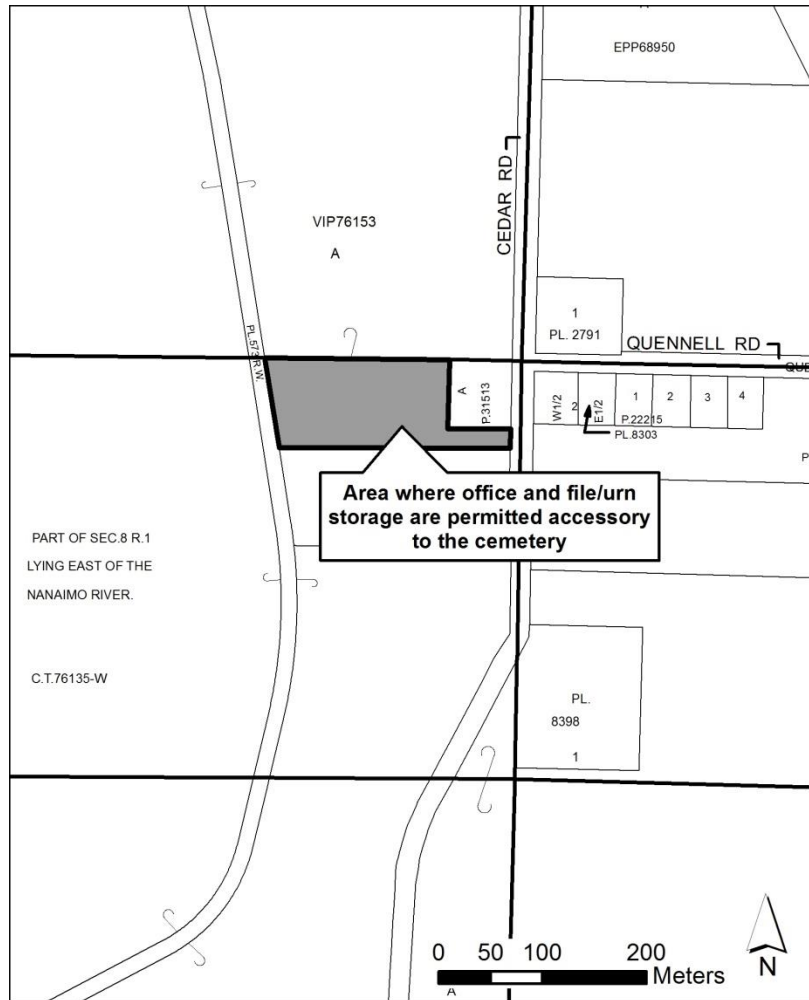 EPP68950
CEDAR RD
VIP76153
A
PL.573 R.W.
1
PL. 2791
QUENNELL RD
A
P.31513
W1/2
2
E1/2
1
2
3
4
P.22215
PL.8303
P
Area where office and file/urn
storage are permitted accessory
to the cemetery
PART OF SEC.8 R.1
LYING EAST OF THE
NANAIMO RIVER.
C.T.76135-W
PL.
8398
1
0 50 100 200
Meters
N
A